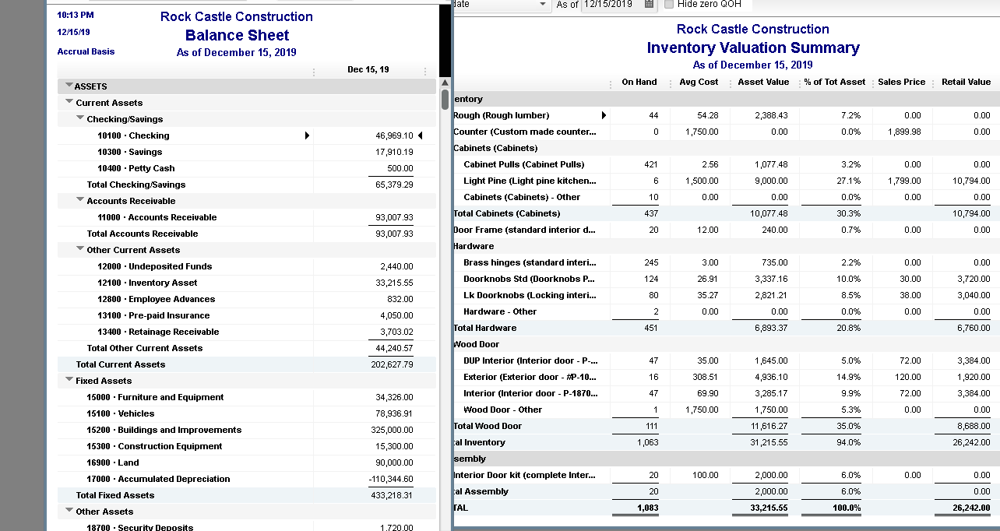 10:13 PM
12/15/19
Accrual Basis
Rock Castle Construction
Balance Sheet
As of December 15, 2019
Dec 15, 19
ASSETS
Current Assets
Checking/Savings
10100 · Checking 46,969.10
10300 · Savings 17,910.19
10400 · Petty Cash 500.00
Total Checking/Savings 65,379.29
Accounts Receivable
11000 · Accounts Receivable 93,007.93
Total Accounts Receivable 93,007.93
Other Current Assets
12000 · Undeposited Funds 2,440.00
12100 · Inventory Asset 33,215.55
12800 · Employee Advances 832.00
13100 · Pre-paid Insurance 4,050.00
13400 · Retainage Receivable 3,703.02
Total Other Current Assets 44,240.57
Total Current Assets 202,627.79
Fixed Assets
15000 · Furniture and Equipment 34,326.00
15100 · Vehicles 78,936.91
15200 · Buildings and Improvements 325,000.00
15300 · Construction Equipment 15,300.00
16900 · Land 90,000.00
17000 · Accumulated Depreciation -110,344.60
Total Fixed Assets 433,218.31
Other Assets
18700 · Security Deposits 1,720.00
date As of 12/15/2019 Hide zero QOH
Rock Castle Construction
Inventory Valuation Summary
As of December 15, 2019
On Hand Avg Cost Asset Value % of Tot Asset Sales Price Retail Value
entory
Rough (Rough lumber) 44 54.28 2,388.43 7.2% 0.00 0.00
Counter (Custom made counter... 0 1,750.00 0.00 0.0% 1,899.98 0.00
Cabinets (Cabinets)
Cabinet Pulls (Cabinet Pulls) 421 2.56 1,077.48 3.2% 0.00 0.00
Light Pine (Light pine kitchen... 6 1,500.00 9,000.00 27.1% 1,799.00 10,794.00
Cabinets (Cabinets) - Other 10 0.00 0.00 0.0% 0.00 0.00
Total Cabinets (Cabinets) 437 10,077.48 30.3% 10,794.00
Door Frame (standard interior d... 20 12.00 240.00 0.7% 0.00 0.00
Hardware
Brass hinges (standard interi... 245 3.00 735.00 2.2% 0.00 0.00
Doorknobs Std (Doorknobs P... 124 26.91 3,337.16 10.0% 30.00 3,720.00
Lk Doorknobs (Locking interi... 80 35.27 2,821.21 8.5% 38.00 3,040.00
Hardware - Other 2 0.00 0.00 0.0% 0.00 0.00
Total Hardware 451 6,893.37 20.8% 6,760.00
Wood Door
DUP Interior (Interior door - P-... 47 35.00 1,645.00 5.0% 72.00 3,384.00
Exterior (Exterior door - #P-10... 16 308.51 4,936.10 14.9% 120.00 1,920.00
Interior (Interior door - P-1870... 47 69.90 3,285.17 9.9% 72.00 3,384.00
Wood Door - Other 1 1,750.00 1,750.00 5.3% 0.00 0.00
Total Wood Door 111 11,616.27 35.0% 8,688.00
al Inventory 1,063 31,215.55 94.0% 26,242.00
sembly
Interior Door kit (complete Inter... 20 100.00 2,000.00 6.0% 0.00 0.00
al Assembly 20 2,000.00 6.0% 0.00
TAL 1,083 33,215.55 100.0% 26,242.00